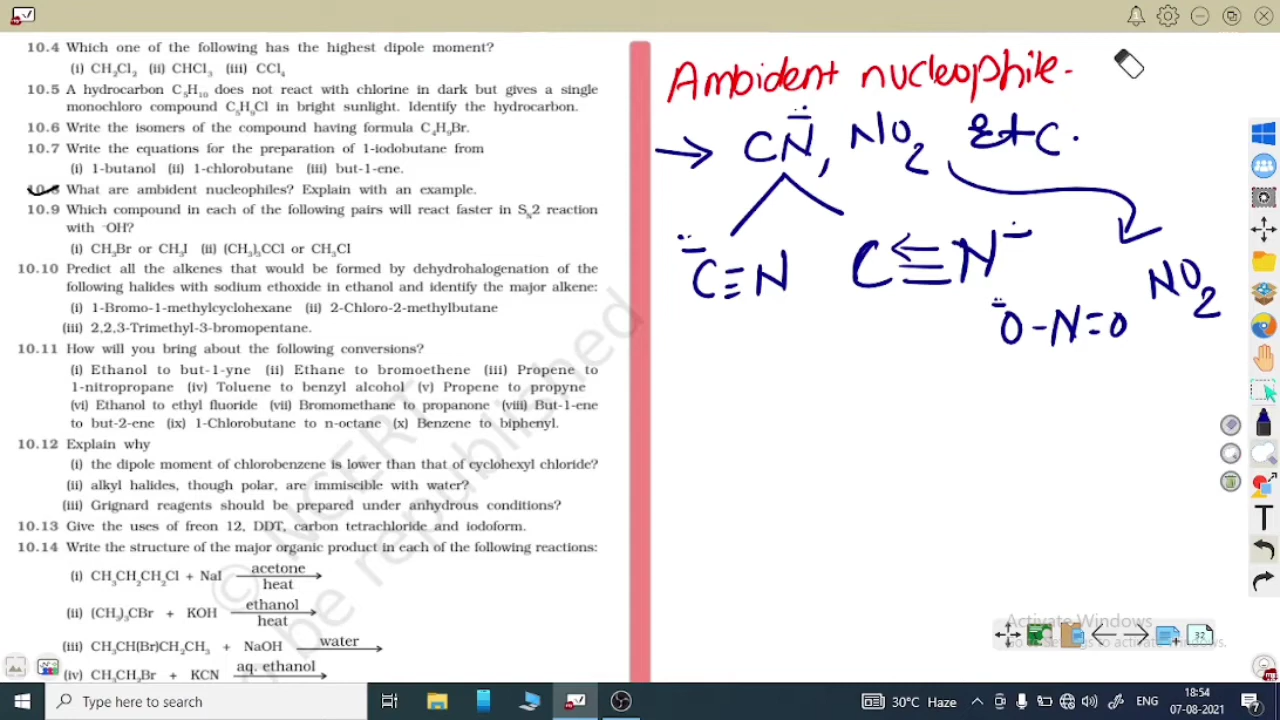 10.4 Which one of the following has the highest dipole moment?
(i) CH₂Cl₂ (ii) CHCl₃ (iii) CCl₄
10.5 A hydrocarbon C₅H₁₀ does not react with chlorine in dark but gives a single
monochloro compound C₅H₉Cl in bright sunlight. Identify the hydrocarbon.
10.6 Write the isomers of the compound having formula C₄H₉Br.
10.7 Write the equations for the preparation of 1-iodobutane from
(i) 1-butanol (ii) 1-chlorobutane (iii) but-1-ene.
10.8 What are ambident nucleophiles? Explain with an example.
10.9 Which compound in each of the following pairs will react faster in S_N2 reaction
with ⁻OH?
(i) CH₃Br or CH₃I (ii) (CH₃)₃CCl or CH₃Cl
10.10 Predict all the alkenes that would be formed by dehydrohalogenation of the
following halides with sodium ethoxide in ethanol and identify the major alkene:
(i) 1-Bromo-1-methylcyclohexane (ii) 2-Chloro-2-methylbutane
(iii) 2,2,3-Trimethyl-3-bromopentane.
10.11 How will you bring about the following conversions?
(i) Ethanol to but-1-yne (ii) Ethane to bromoethene (iii) Propene to
1-nitropropane (iv) Toluene to benzyl alcohol (v) Propene to propyne
(vi) Ethanol to ethyl fluoride (vii) Bromomethane to propanone (viii) But-1-ene
to but-2-ene (ix) 1-Chlorobutane to n-octane (x) Benzene to biphenyl.
10.12 Explain why
(i) the dipole moment of chlorobenzene is lower than that of cyclohexyl chloride?
(ii) alkyl halides, though polar, are immiscible with water?
(iii) Grignard reagents should be prepared under anhydrous conditions?
10.13 Give the uses of freon 12, DDT, carbon tetrachloride and iodoform.
10.14 Write the structure of the major organic product in each of the following reactions:
(i) CH₃CH₂CH₂Cl + NaI acetone heat →
(ii) (CH₃)₃CBr + KOH ethanol heat →
(iii) CH₃CH(Br)CH₂CH₃ + NaOH water →
(iv) CH₃CH₂Br + KCN aq. ethanol →
© NCERT
be republished
Ambident nucleophile.
→ CN̄, NO₂ EtC.
C̄≡N C≡N⁻
NO₂
Ō-N=O
Activate Windows
32
Type here to search
30°C Haze
ENG
18:54
07-08-2021